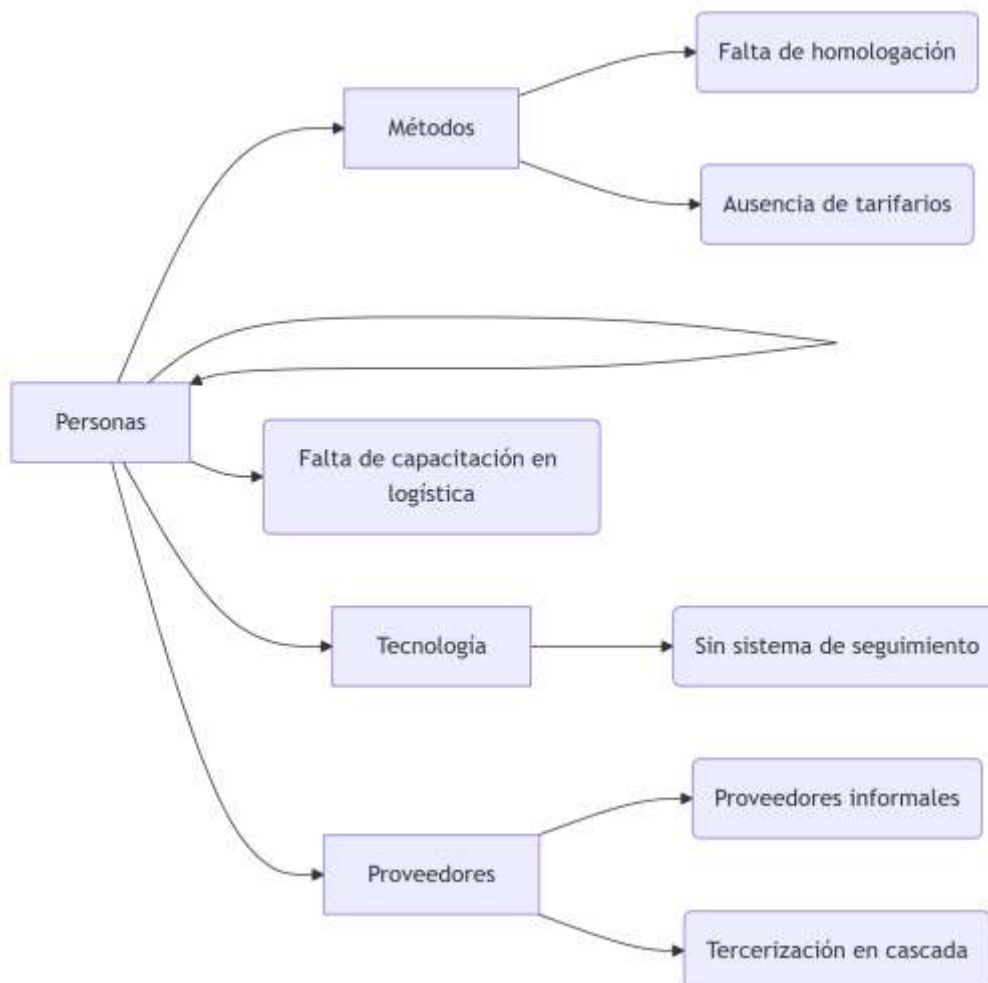 Falta de homologación
Métodos
Ausencia de tarifarios
Personas
Falta de capacitación en
logística
Tecnología
Sin sistema de seguimiento
Proveedores informales
Proveedores
Tercerización en cascada